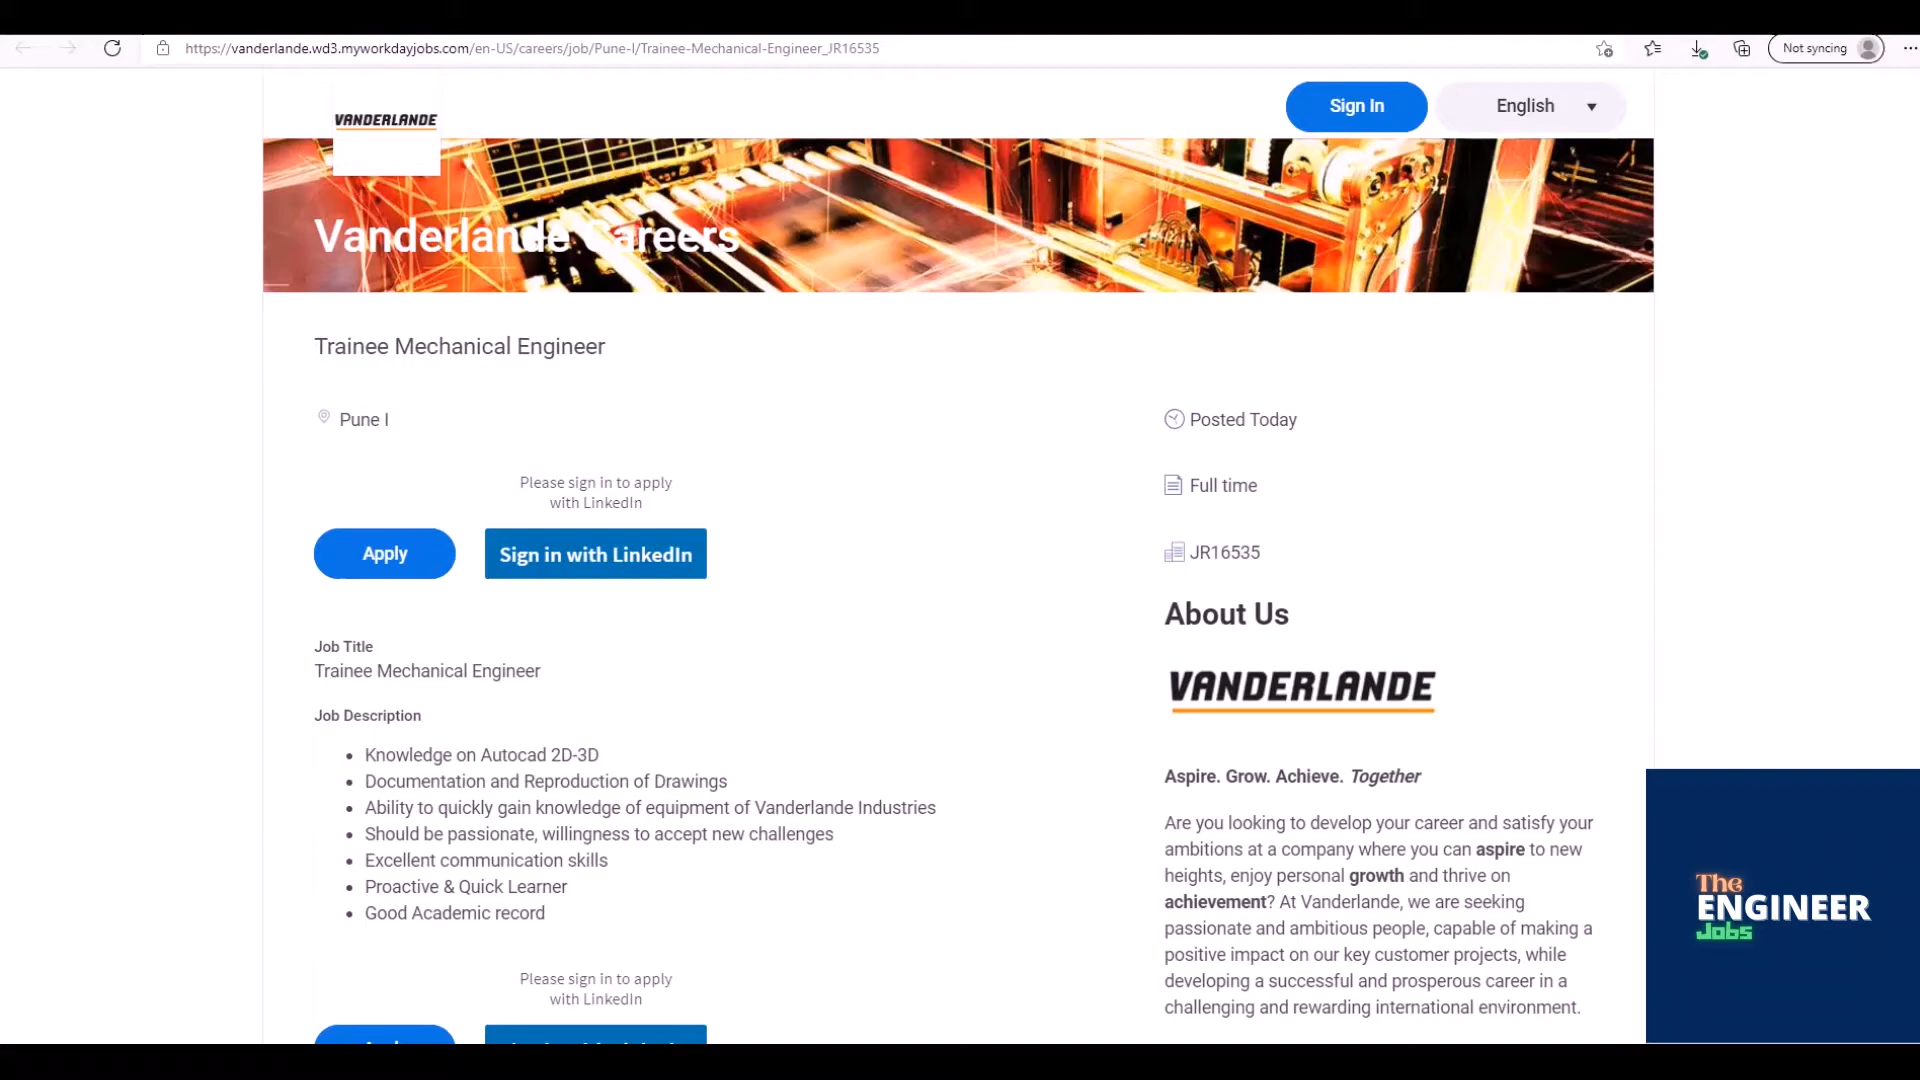 https://vanderlande.wd3.myworkdayjobs.com/en-US/careers/job/Pune-I/Trainee-Mechanical-Engineer_JR16535
Not syncing
VANDERLANDE
Sign In
English
Vanderlande Careers
Trainee Mechanical Engineer
Pune I
Posted Today
Please sign in to apply
with LinkedIn
Full time
Apply
Sign in with LinkedIn
JR16535
About Us
VANDERLANDE
Job Title
Trainee Mechanical Engineer
Job Description
• Knowledge on Autocad 2D-3D
• Documentation and Reproduction of Drawings
• Ability to quickly gain knowledge of equipment of Vanderlande Industries
• Should be passionate, willingness to accept new challenges
• Excellent communication skills
• Proactive & Quick Learner
• Good Academic record
Please sign in to apply
with LinkedIn
Aspire. Grow. Achieve. Together
Are you looking to develop your career and satisfy your
ambitions at a company where you can aspire to new
heights, enjoy personal growth and thrive on
achievement? At Vanderlande, we are seeking
passionate and ambitious people, capable of making a
positive impact on our key customer projects, while
developing a successful and prosperous career in a
challenging and rewarding international environment.
The
ENGINEER
Jobs